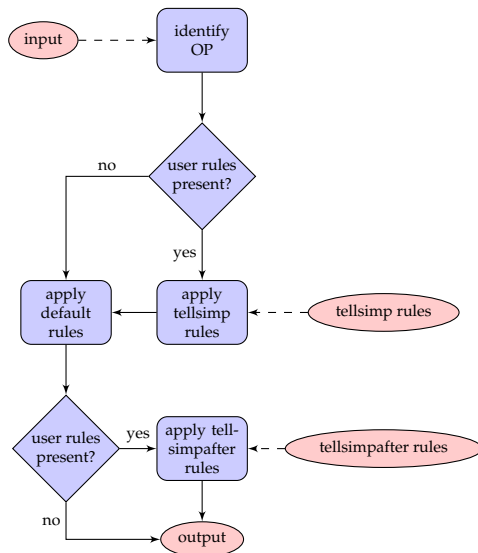 input
identify
OP
user rules
present?
no
yes
apply
default
rules
apply
tellsimp
rules
tellsimp rules
user rules
present?
yes
apply tell-
simpafter
rules
tellsimpafter rules
no
output